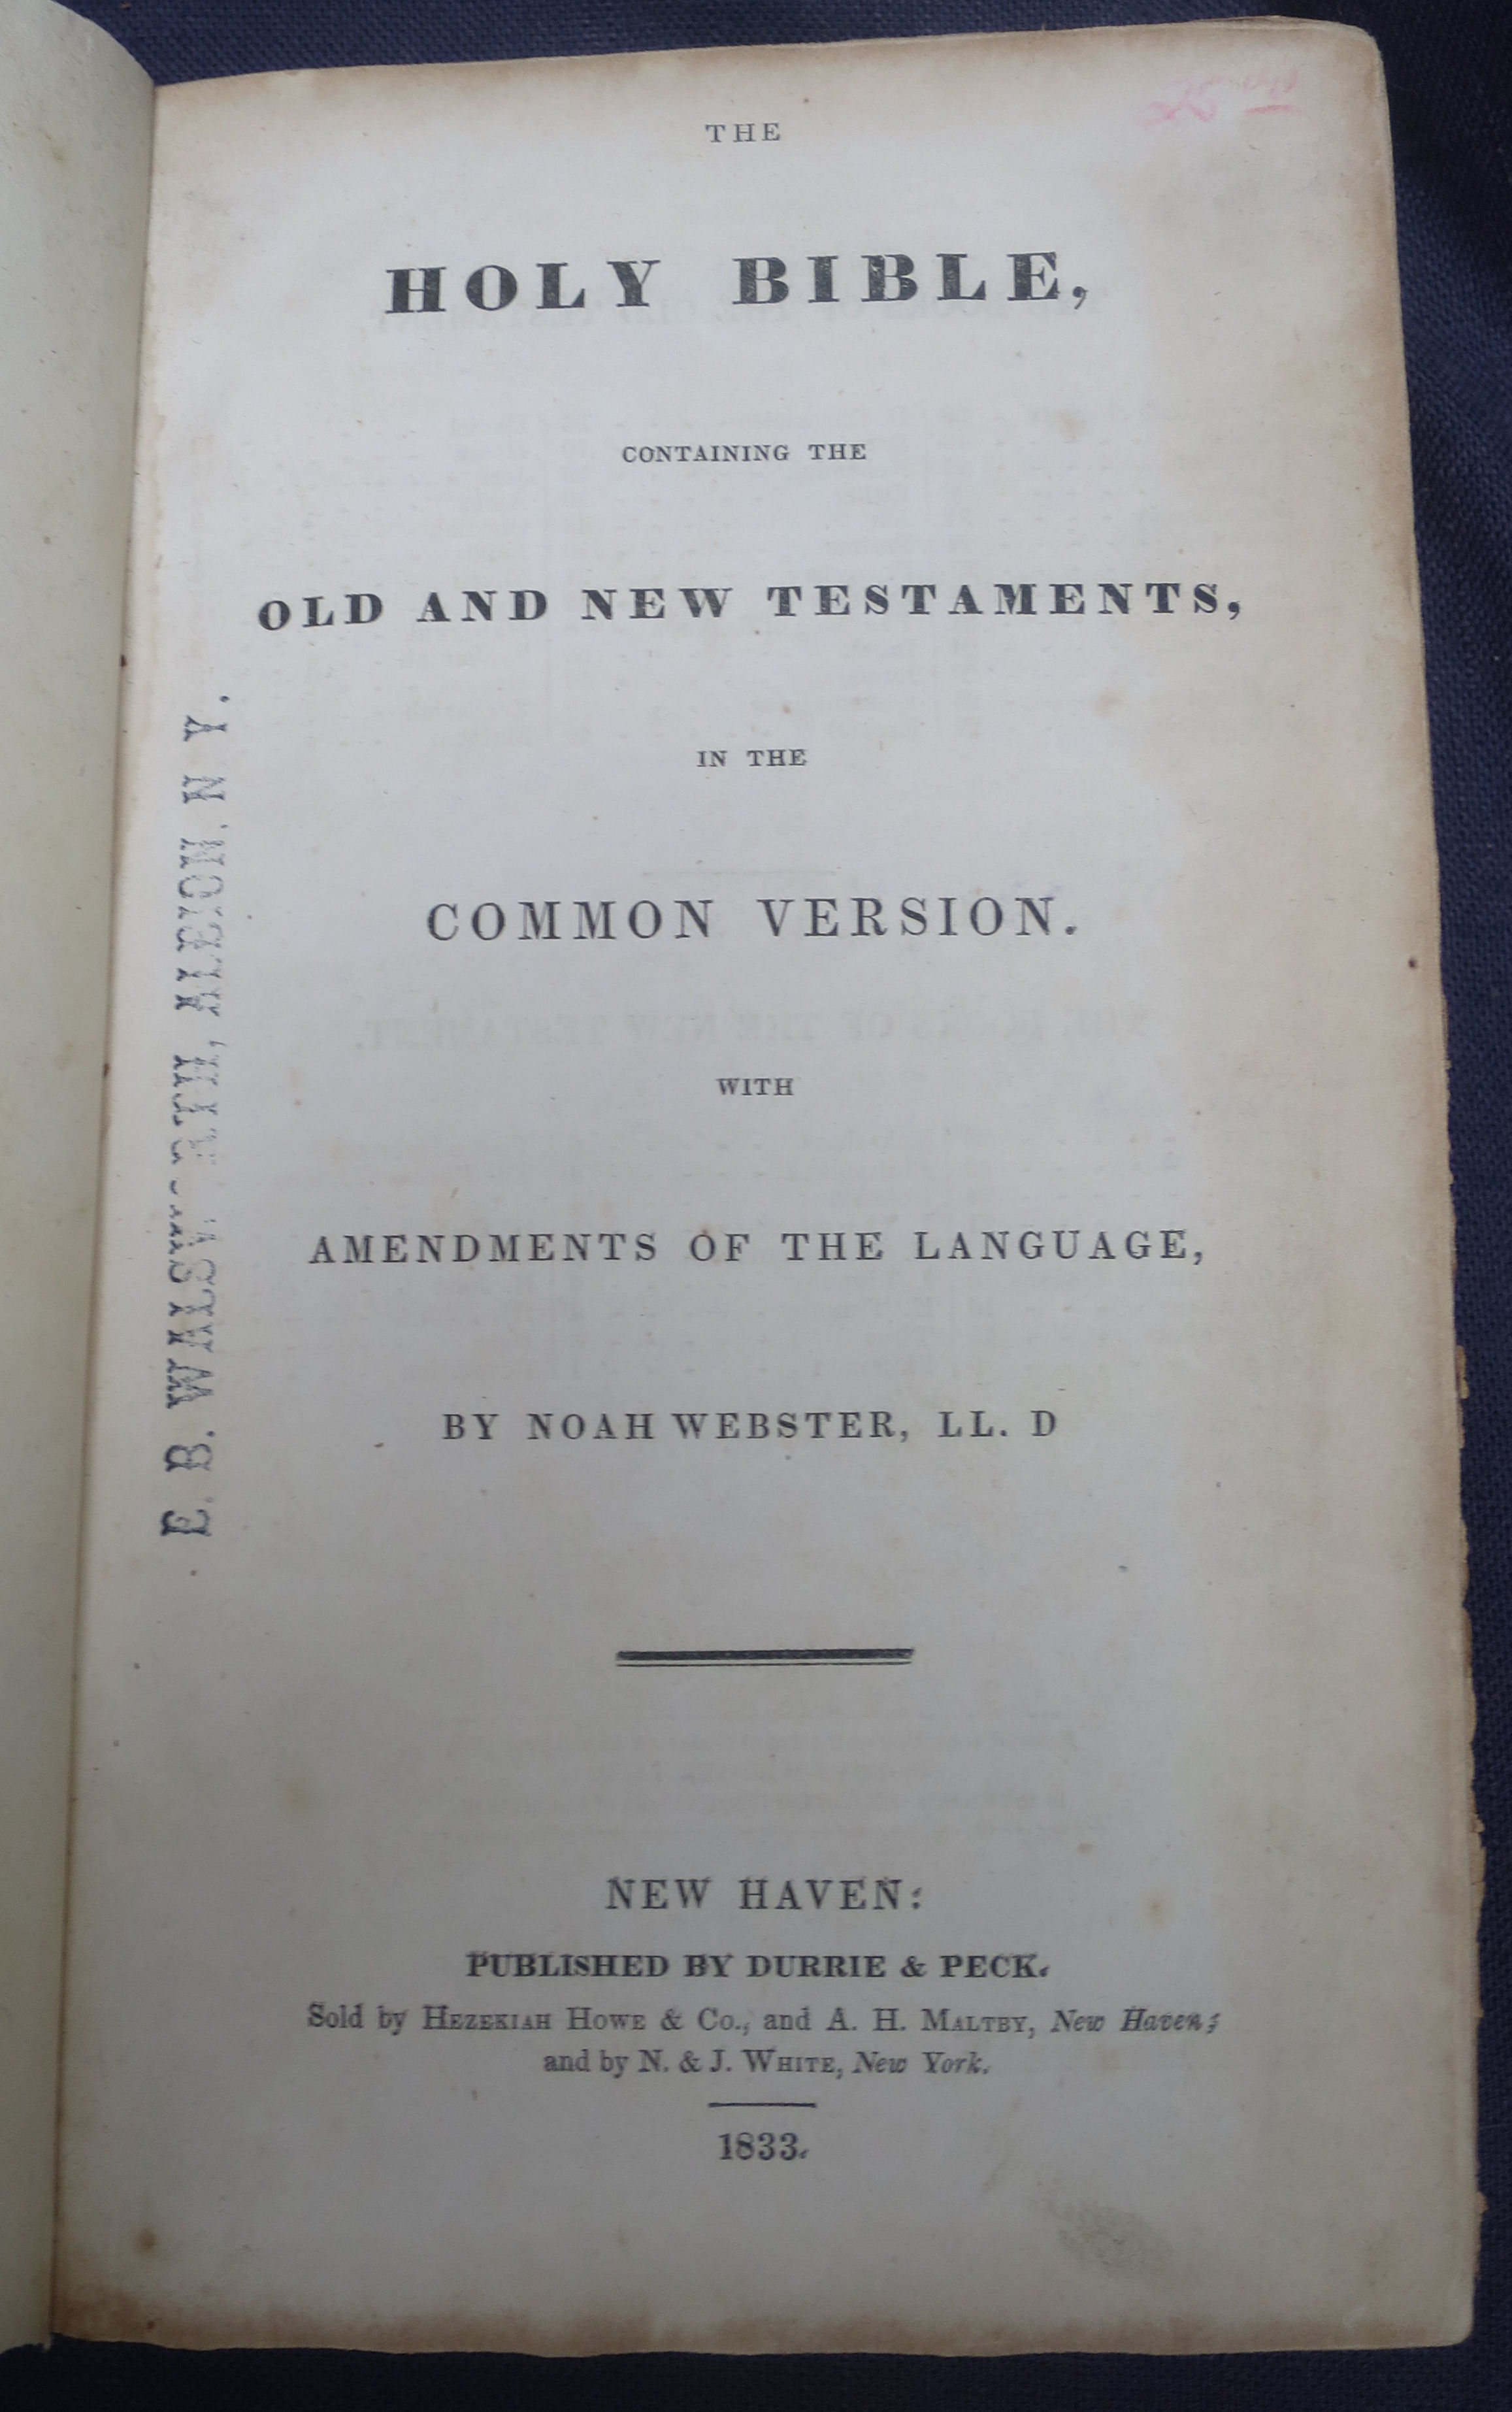 THE
HOLY BIBLE,
CONTAINING THE
OLD AND NEW TESTAMENTS,
IN THE
COMMON VERSION.
WITH
AMENDMENTS OF THE LANGUAGE,
BY NOAH WEBSTER, LL. D
NEW HAVEN:
PUBLISHED BY DURRIE & PECK.
Sold by HEZEKIAH HOWE & Co., and A. H. MALTBY, New Haven;
and by N. & J. WHITE, New York.
1833.
E. B. N Y.